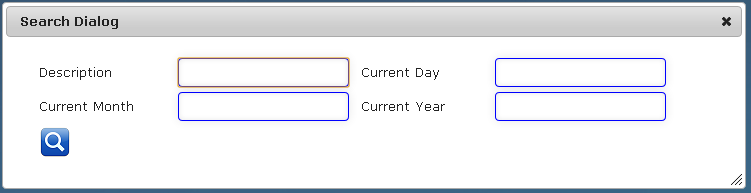 Search Dialog
Description Current Day
Current Month Current Year